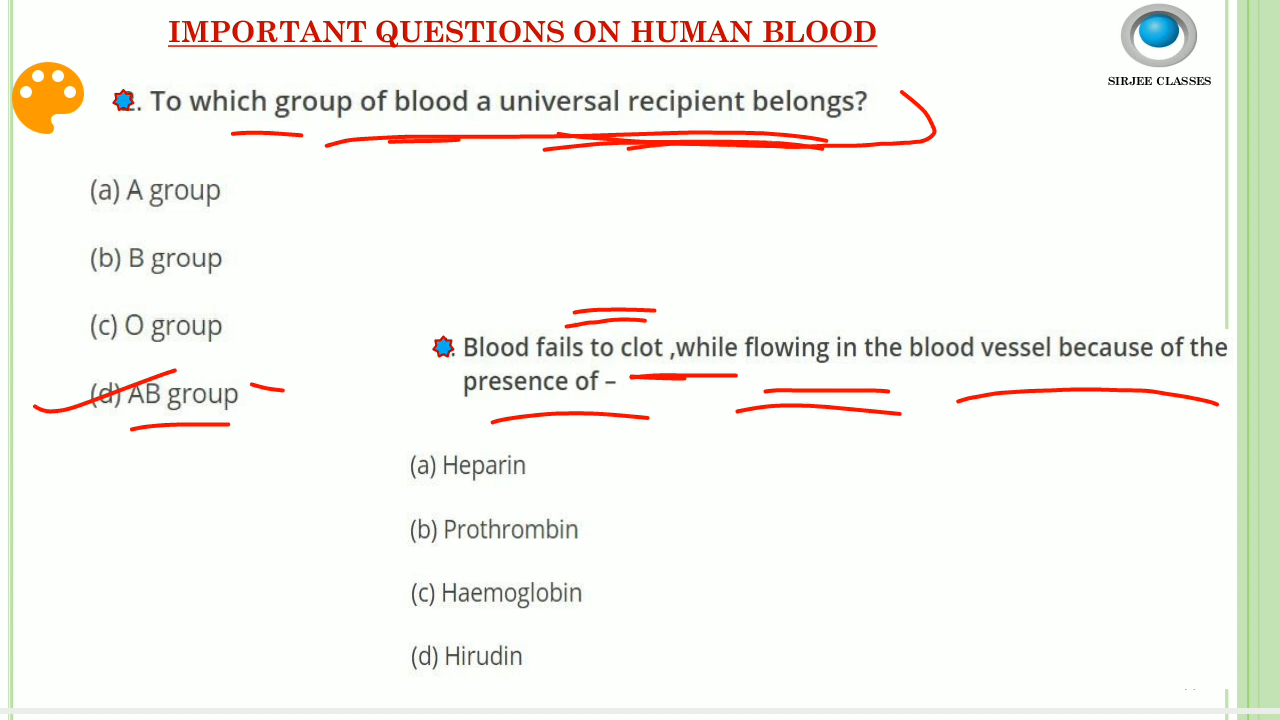 IMPORTANT QUESTIONS ON HUMAN BLOOD
SIRJEE CLASSES
2. To which group of blood a universal recipient belongs?
(a) A group
(b) B group
(c) O group
(d) AB group
Blood fails to clot ,while flowing in the blood vessel because of the
presence of –
(a) Heparin
(b) Prothrombin
(c) Haemoglobin
(d) Hirudin